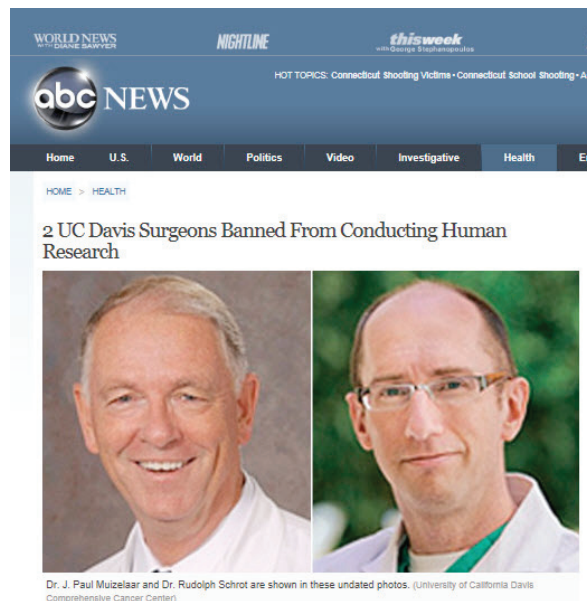 WORLD NEWS
WITH DIANE SAWYER
NIGHTLINE
thisweek
with George Stephanopoulos
HOT TOPICS: Connecticut Shooting Victims • Connecticut School Shooting • A
abc NEWS
Home U.S. World Politics Video Investigative Health E
HOME > HEALTH
2 UC Davis Surgeons Banned From Conducting Human
Research
Dr. J. Paul Muizelaar and Dr. Rudolph Schrot are shown in these undated photos. (University of California Davis
Comprehensive Cancer Center)